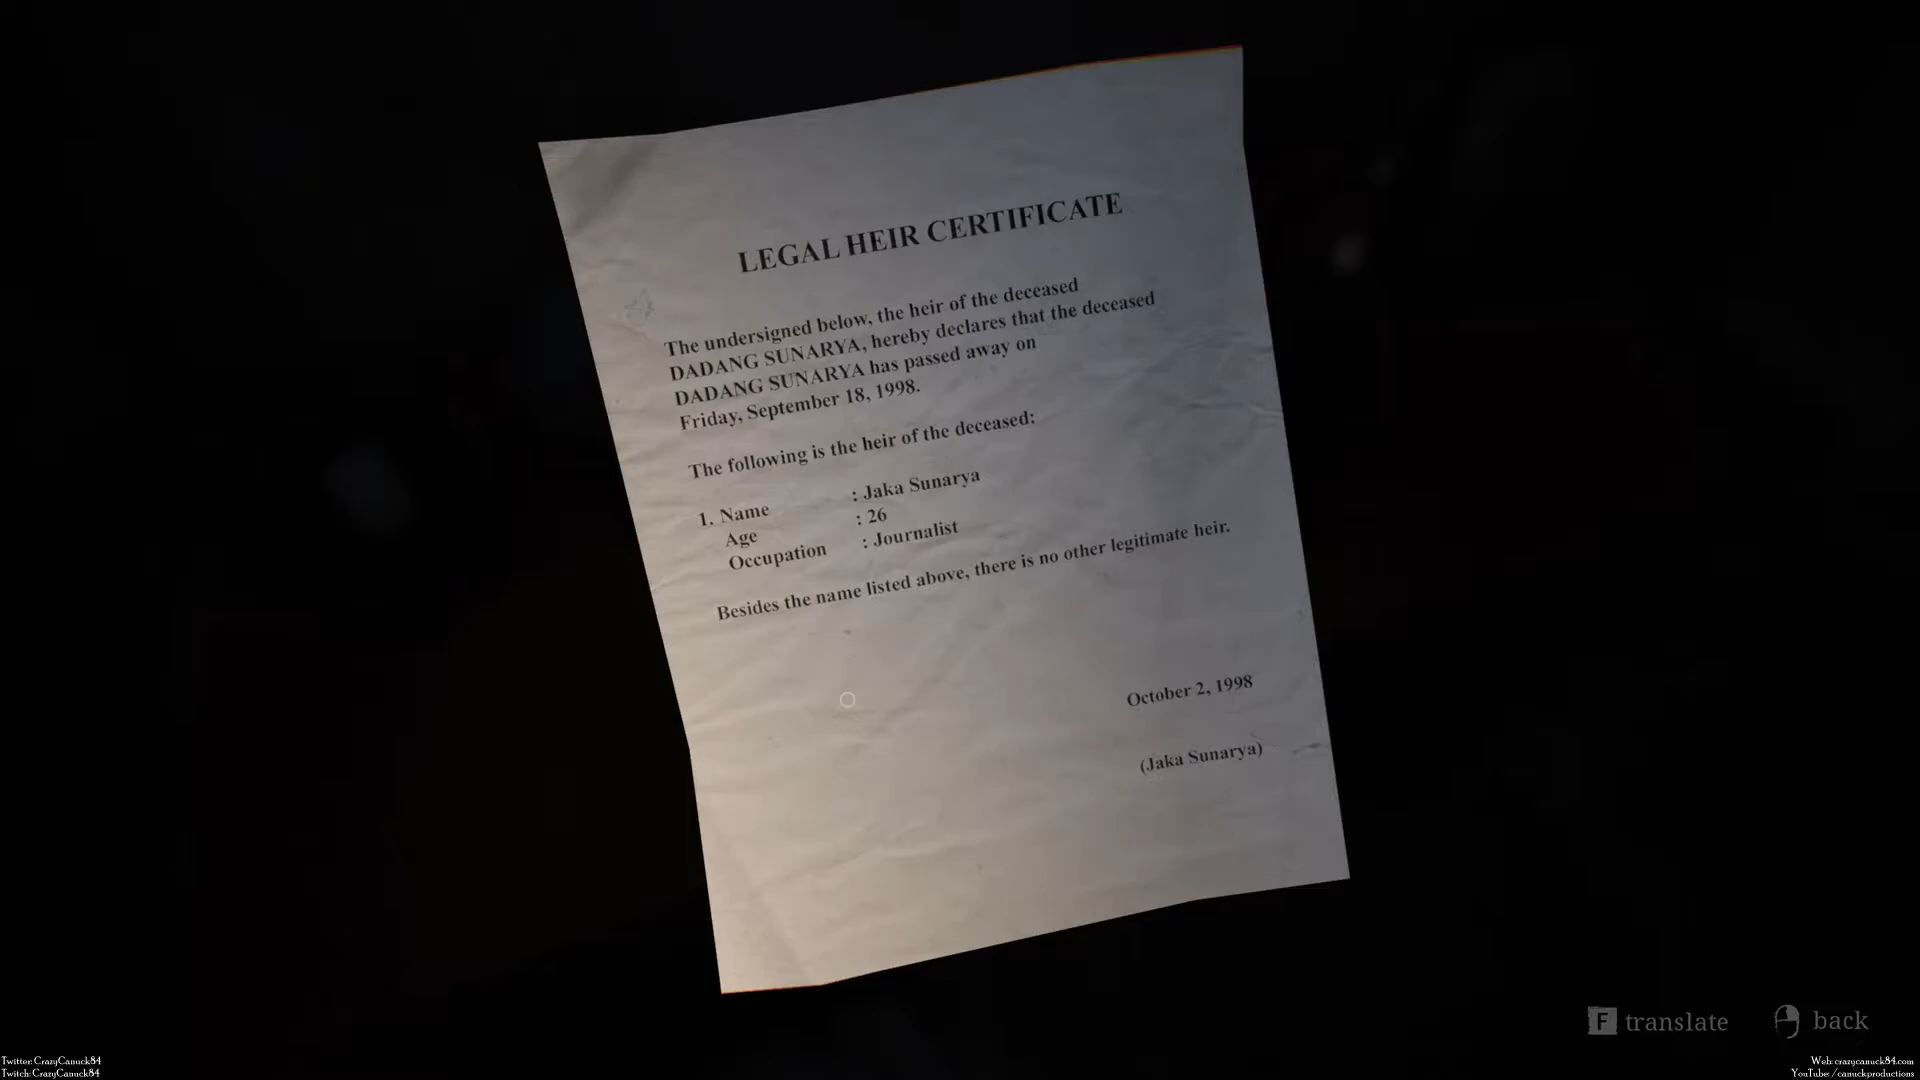 LEGAL HEIR CERTIFICATE
The undersigned below, the heir of the deceased
DADANG SUNARYA, hereby declares that the deceased
DADANG SUNARYA has passed away on
Friday, September 18, 1998.
The following is the heir of the deceased:
1. Name : Jaka Sunarya
Age : 26
Occupation : Journalist
Besides the name listed above, there is no other legitimate heir.
October 2, 1998
(Jaka Sunarya)
F translate back
Twitter: CrazyCanuck84
Twitch: CrazyCanuck84
Web: crazycanuck84.com
YouTube: /canuckproductions